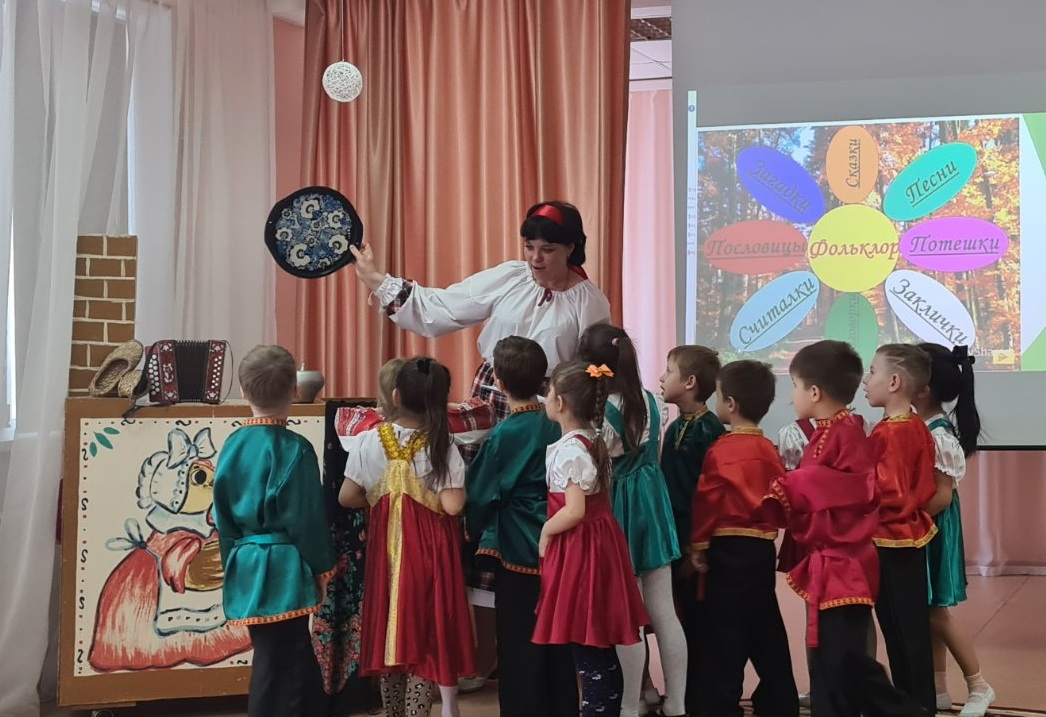 Сказки
Загадки
Песни
Пословицы
Фольклор
Потешки
Считалки
Заклички